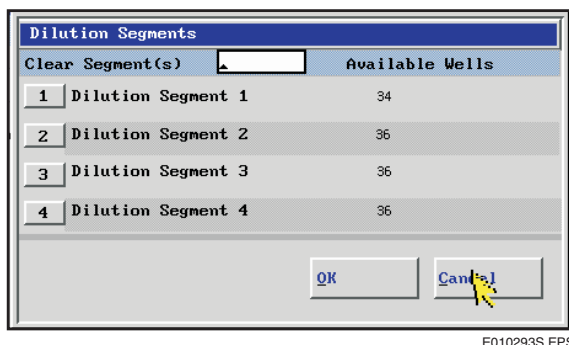 Dilution Segments
Clear Segment(s) Available Wells
1 Dilution Segment 1 34
2 Dilution Segment 2 36
3 Dilution Segment 3 36
4 Dilution Segment 4 36
OK Cancel
E010293S.EPS